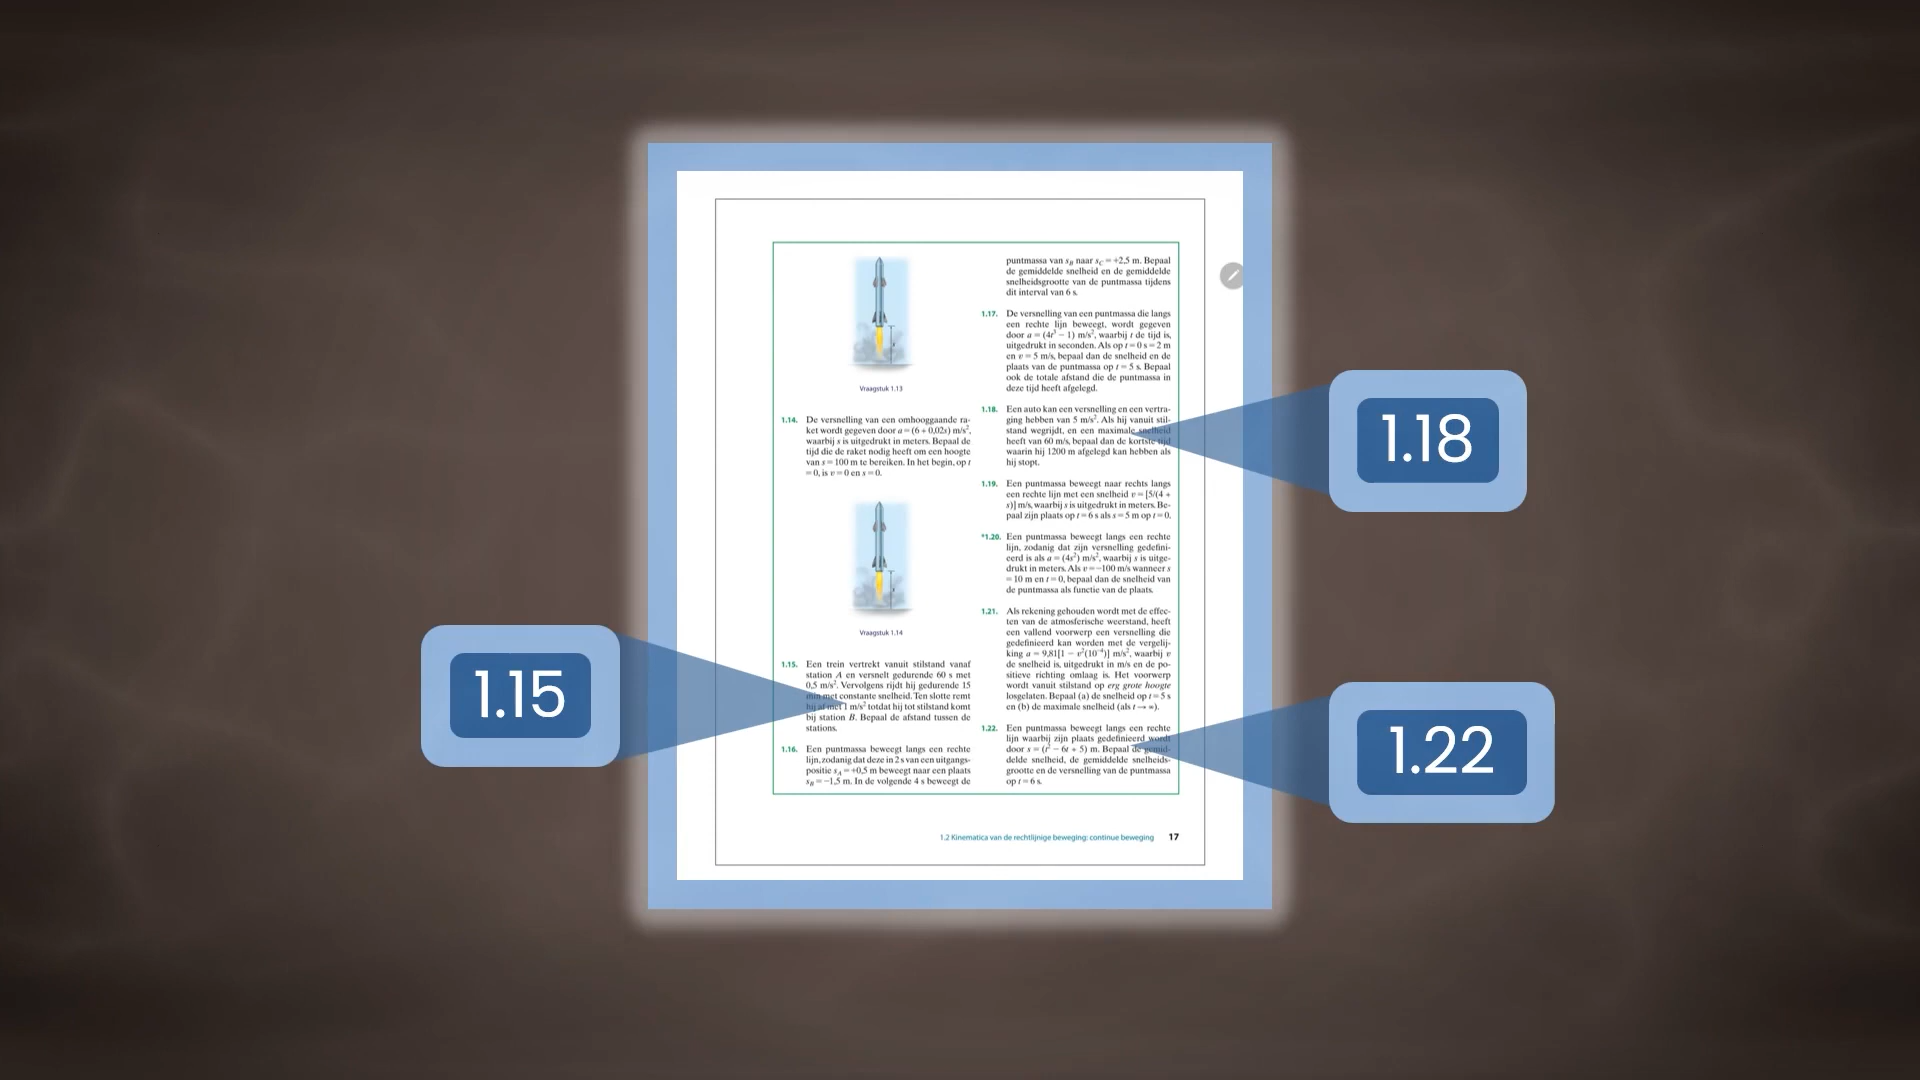 Vraagstuk 1.13
1.14. De versnelling van een omhooggaande ra-
ket wordt gegeven door a = (6 + 0,02s) m/s²,
waarbij s is uitgedrukt in meters. Bepaal de
tijd die de raket nodig heeft om een hoogte
van s = 100 m te bereiken. In het begin, op t
= 0, is v = 0 en s = 0.
Vraagstuk 1.14
1.15. Een trein vertrekt vanuit stilstand vanaf
station A en versnelt gedurende 60 s met
0,5 m/s². Vervolgens rijdt hij gedurende 15
min met constante snelheid. Ten slotte remt
hij af met 1 m/s² totdat hij tot stilstand komt
bij station B. Bepaal de afstand tussen de
stations.
1.16. Een puntmassa beweegt langs een rechte
lijn, zodanig dat deze in 2 s van een uitgangs-
positie sA = +0,5 m beweegt naar een plaats
sB = −1,5 m. In de volgende 4 s beweegt de
puntmassa van sB naar sC = +2,5 m. Bepaal
de gemiddelde snelheid en de gemiddelde
snelheidsgrootte van de puntmassa tijdens
dit interval van 6 s.
1.17. De versnelling van een puntmassa die langs
een rechte lijn beweegt, wordt gegeven
door a = (4t³ − 1) m/s², waarbij t de tijd is,
uitgedrukt in seconden. Als op t = 0 s = 2 m
en v = 5 m/s, bepaal dan de snelheid en de
plaats van de puntmassa op t = 5 s. Bepaal
ook de totale afstand die de puntmassa in
deze tijd heeft afgelegd.
1.18. Een auto kan een versnelling en een vertra-
ging hebben van 5 m/s². Als hij vanuit stil-
stand wegrijdt, en een maximale snelheid
heeft van 60 m/s, bepaal dan de kortste tijd
waarin hij 1200 m afgelegd kan hebben als
hij stopt.
1.19. Een puntmassa beweegt naar rechts langs
een rechte lijn met een snelheid v = [5/(4 +
s)] m/s, waarbij s is uitgedrukt in meters. Be-
paal zijn plaats op t = 6 s als s = 5 m op t = 0.
*1.20. Een puntmassa beweegt langs een rechte
lijn, zodanig dat zijn versnelling gedefini-
eerd is als a = (4s²) m/s², waarbij s is uitge-
drukt in meters. Als v = −100 m/s wanneer s
= 10 m en t = 0, bepaal dan de snelheid van
de puntmassa als functie van de plaats.
1.21. Als rekening gehouden wordt met de effec-
ten van de atmosferische weerstand, heeft
een vallend voorwerp een versnelling die
gedefinieerd kan worden met de vergelij-
king a = 9,81[1 − v²(10⁻⁴)] m/s², waarbij v
de snelheid is, uitgedrukt in m/s en de po-
sitieve richting omlaag is. Het voorwerp
wordt vanuit stilstand op erg grote hoogte
losgelaten. Bepaal (a) de snelheid op t = 5 s
en (b) de maximale snelheid (als t → ∞).
1.22. Een puntmassa beweegt langs een rechte
lijn waarbij zijn plaats gedefinieerd wordt
door s = (t² − 6t + 5) m. Bepaal de gemid-
delde snelheid, de gemiddelde snelheids-
grootte en de versnelling van de puntmassa
op t = 6 s.
1.2 Kinematica van de rechtlijnige beweging: continue beweging 17
1.18
1.15
1.22